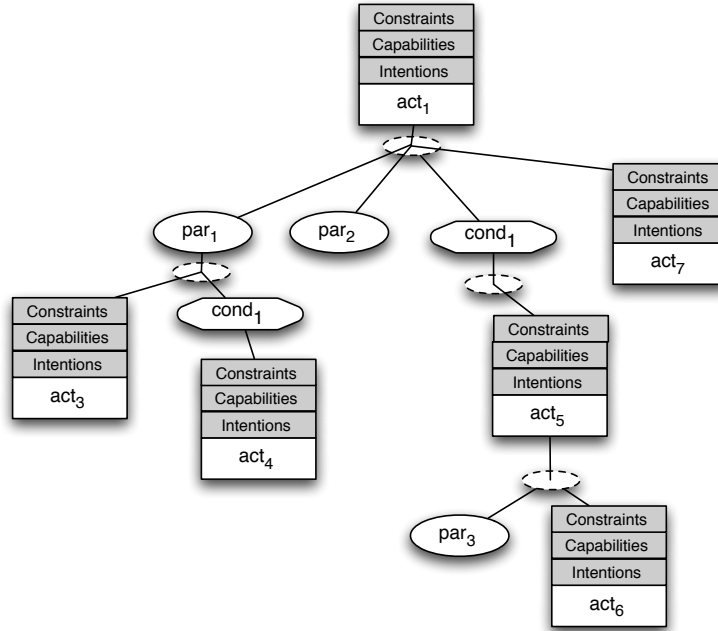 Constraints
Capabilities
Intentions
act1
par1
par2
cond1
Constraints
Capabilities
Intentions
act7
Constraints
Capabilities
Intentions
act3
cond1
Constraints
Capabilities
Intentions
act4
Constraints
Capabilities
Intentions
act5
par3
Constraints
Capabilities
Intentions
act6